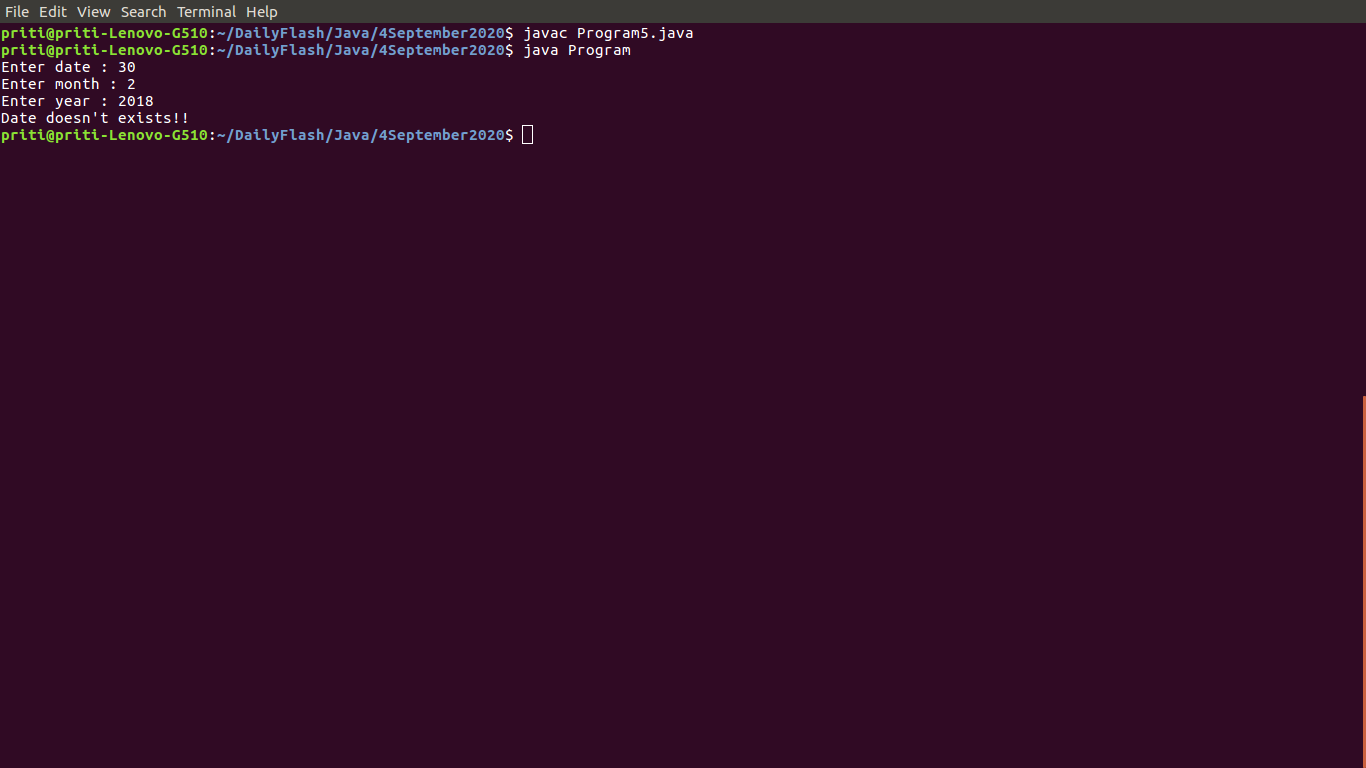 File Edit View Search Terminal Help
priti@priti-Lenovo-G510:~/DailyFlash/Java/4September2020$ javac Program5.java
priti@priti-Lenovo-G510:~/DailyFlash/Java/4September2020$ java Program
Enter date : 30
Enter month : 2
Enter year : 2018
Date doesn't exists!!
priti@priti-Lenovo-G510:~/DailyFlash/Java/4September2020$